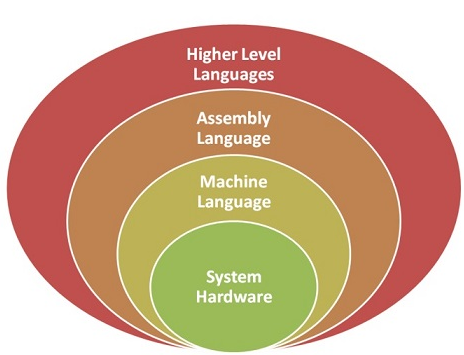 Higher Level
Languages
Assembly
Language
Machine
Language
System
Hardware